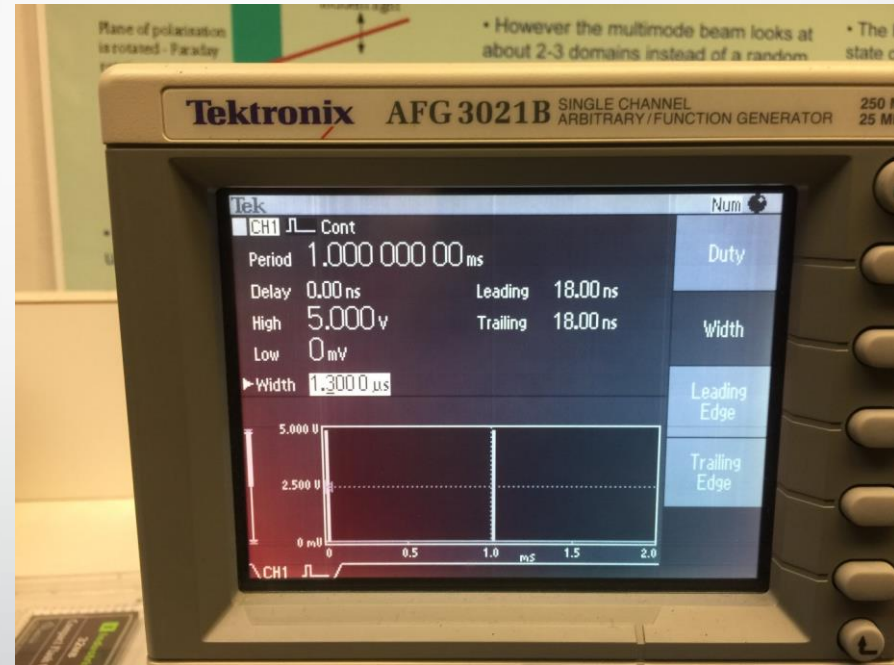 Plane of polarisation
is rotated - Faraday
incident light
• However the multimode beam looks at
about 2-3 domains instead of a random
• The
state
Tektronix AFG 3021B SINGLE CHANNEL
ARBITRARY/FUNCTION GENERATOR
250
25
Tek
Num
CH1 Cont
Period 1.000 000 00 ms
Delay 0.00 ns Leading 18.00 ns
High 5.000 V Trailing 18.00 ns
Low 0 mV
Width 1.300 0 µs
Duty
Width
Leading
Edge
Trailing
Edge
5.000 V
2.500 V
0 mV
0 0.5 1.0 ms 1.5 2.0
CH1